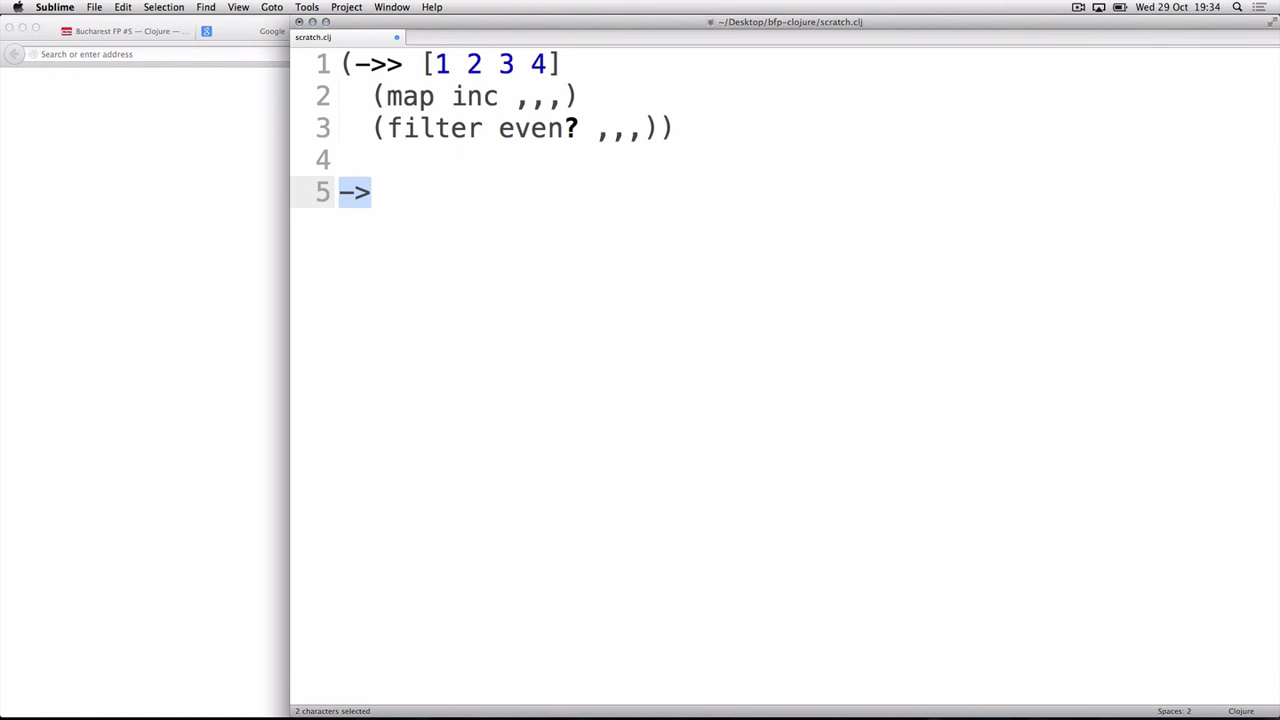 Sublime File Edit Selection Find View Goto Tools Project Window Help Wed 29 Oct 19:34
~/Desktop/bfp-clojure/scratch.clj
Bucharest FP #5 — Clojure — ...
Google
scratch.clj
Search or enter address
1 (->> [1 2 3 4]
2 (map inc ,,,)
3 (filter even? ,,,))
4
5 ->
2 characters selected Spaces: 2 Clojure